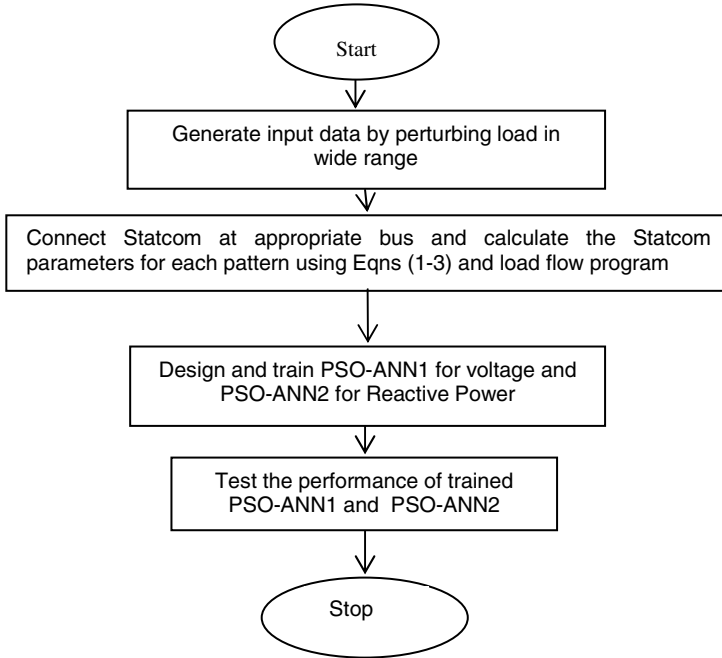 Start
Generate input data by perturbing load in
wide range
Connect Statcom at appropriate bus and calculate the Statcom
parameters for each pattern using Eqns (1-3) and load flow program
Design and train PSO-ANN1 for voltage and
PSO-ANN2 for Reactive Power
Test the performance of trained
PSO-ANN1 and PSO-ANN2
Stop